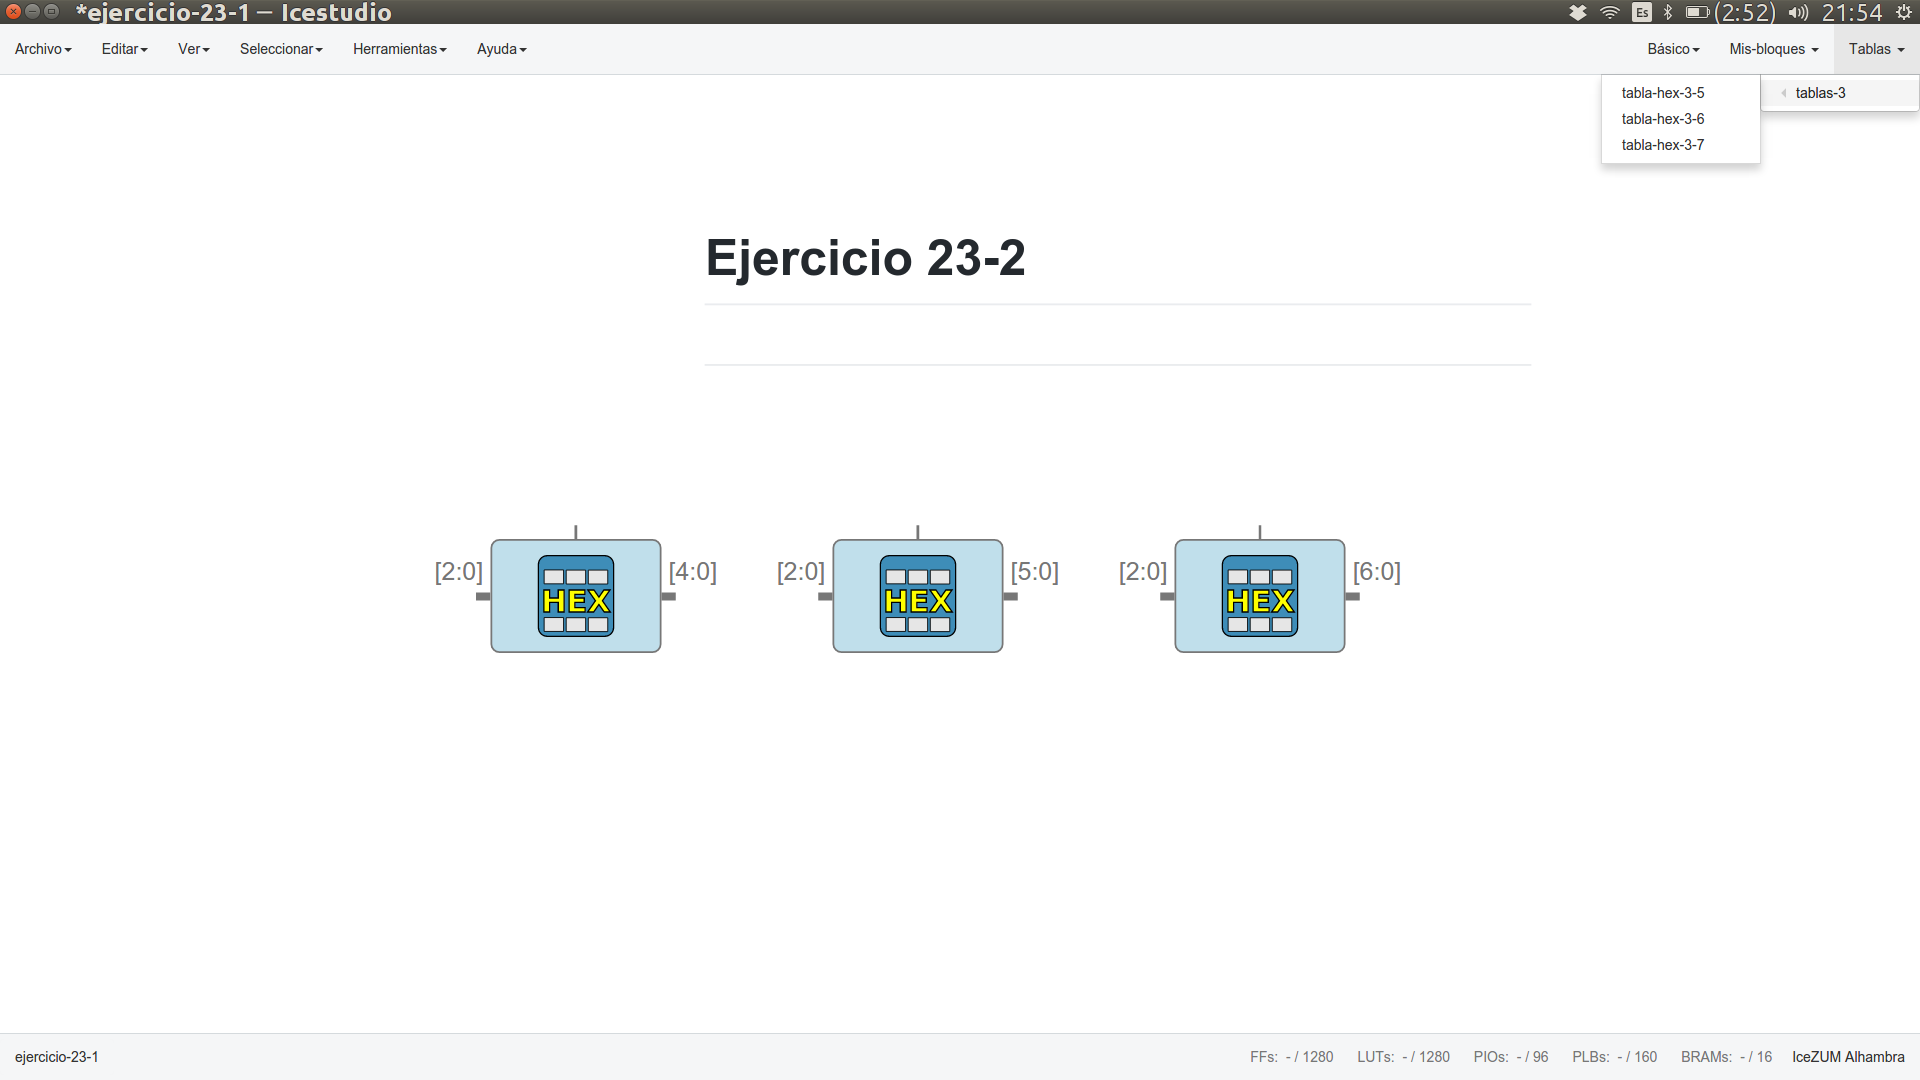 *ejercicio-23-1 — Icestudio
Es (2:52) 21:54
Archivo Editar Ver Seleccionar Herramientas Ayuda Básico Mis-bloques Tablas
tabla-hex-3-5 tablas-3
tabla-hex-3-6
tabla-hex-3-7
Ejercicio 23-2
[2:0] [4:0] [2:0] [5:0] [2:0] [6:0]
HEX HEX HEX
ejercicio-23-1 FFs: - / 1280 LUTs: - / 1280 PIOs: - / 96 PLBs: - / 160 BRAMs: - / 16 IceZUM Alhambra